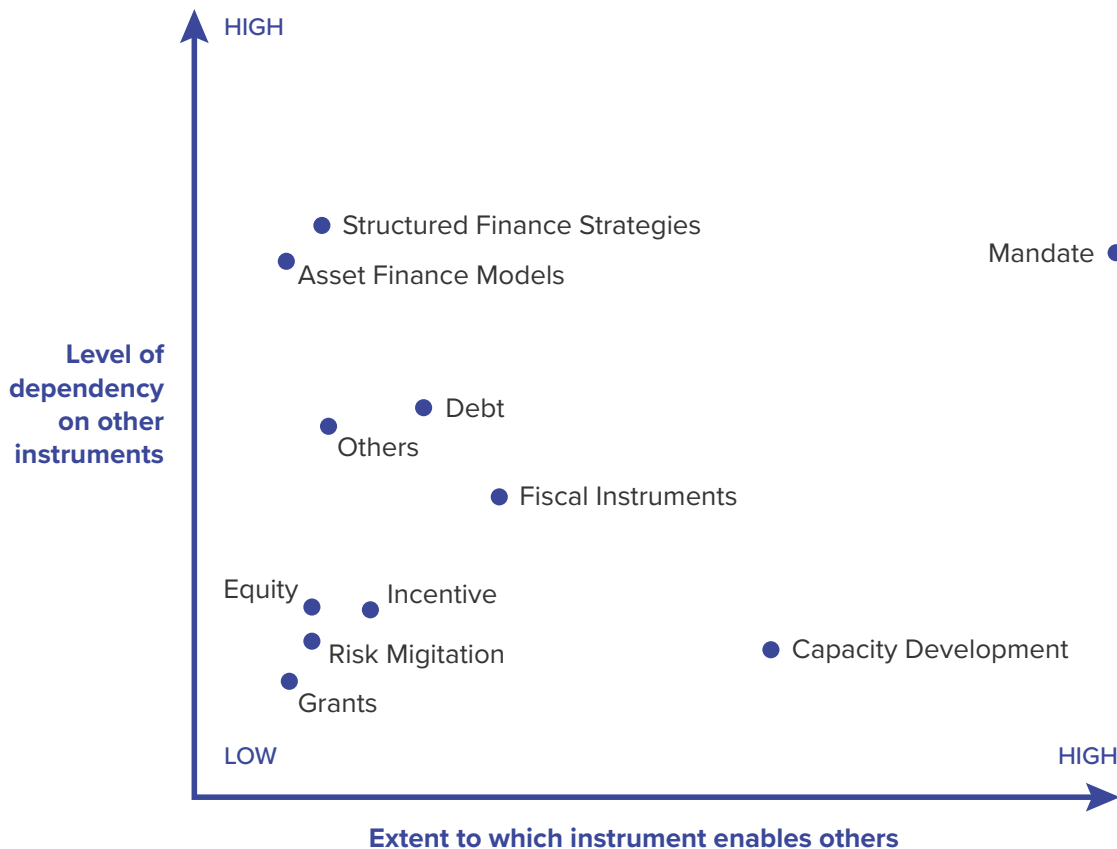 HIGH
Structured Finance Strategies
Mandate
Asset Finance Models
Level of
dependency
on other
instruments
Debt
Others
Fiscal Instruments
Equity
Incentive
Risk Migitation
Capacity Development
Grants
LOW
HIGH
Extent to which instrument enables others